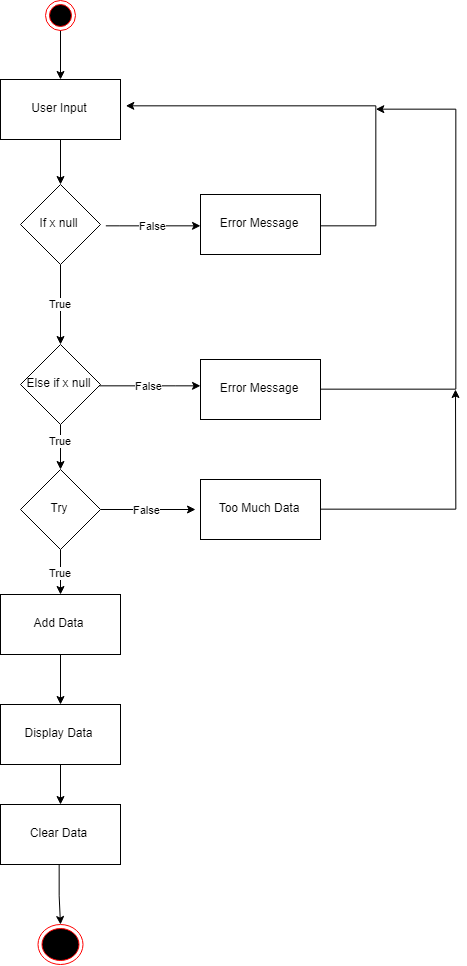 User Input
If x null
False
Error Message
True
Else if x null
False
Error Message
True
Try
False
Too Much Data
True
Add Data
Display Data
Clear Data